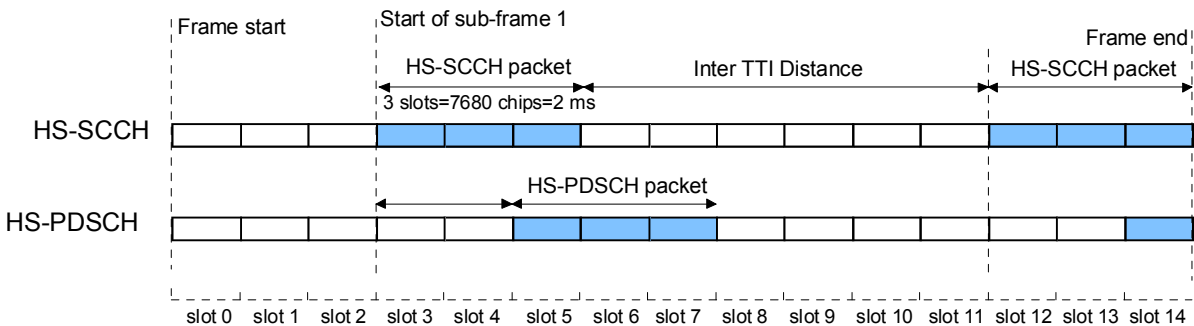 Frame start
Start of sub-frame 1
Frame end
HS-SCCH packet
Inter TTI Distance
HS-SCCH packet
3 slots=7680 chips=2 ms
HS-SCCH
HS-PDSCH packet
HS-PDSCH
slot 0 slot 1 slot 2 slot 3 slot 4 slot 5 slot 6 slot 7 slot 8 slot 9 slot 10 slot 11 slot 12 slot 13 slot 14